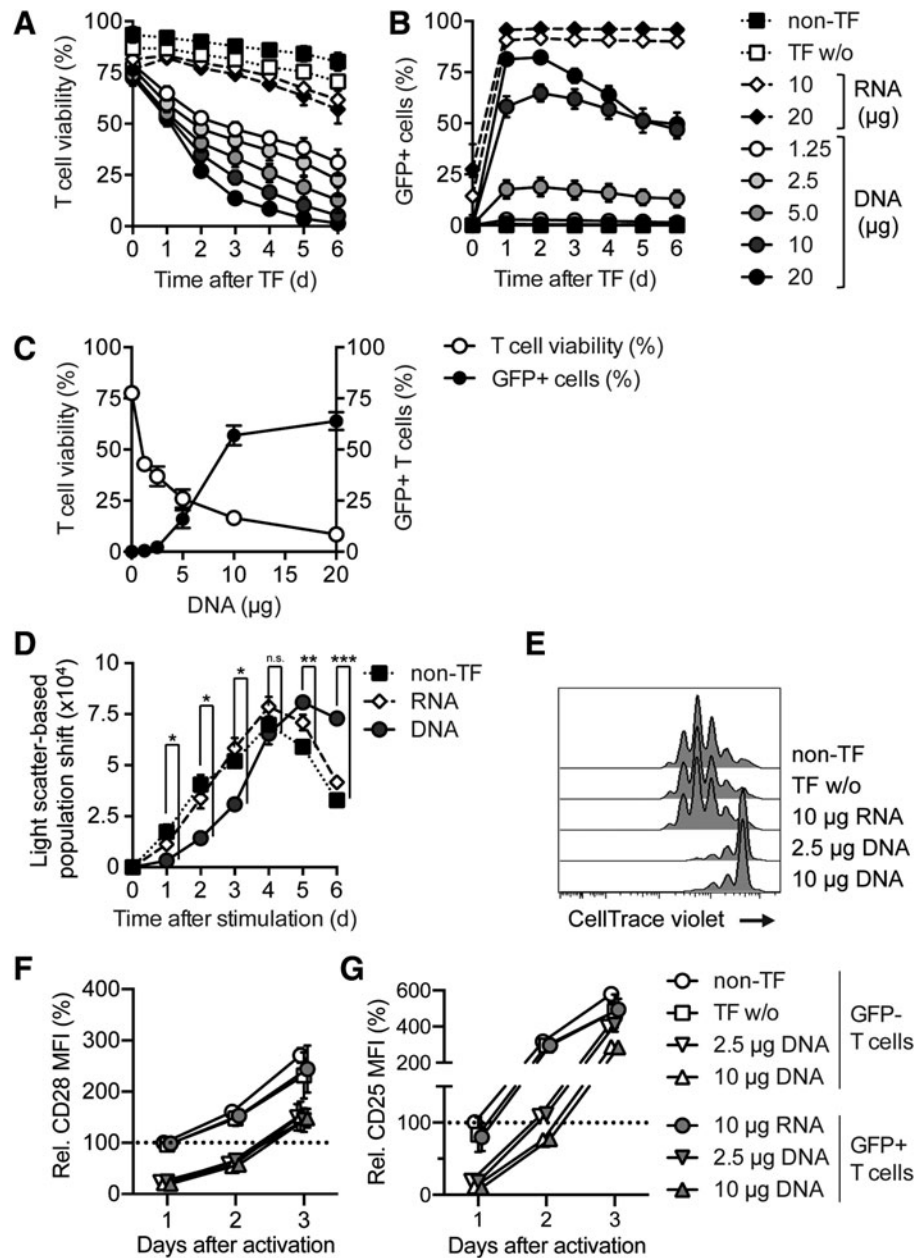 A
T cell viability (%)
100
75
50
25
0
0 1 2 3 4 5 6
Time after TF (d)
B
GFP+ cells (%)
100
75
50
25
0
0 1 2 3 4 5 6
Time after TF (d)
non-TF
TF w/o
10
20
RNA
(µg)
1.25
2.5
5.0
10
20
DNA
(µg)
C
T cell viability (%)
100
75
50
25
0
0 5 10 15 20
DNA (µg)
100
75
50
25
0
GFP+ T cells (%)
T cell viability (%)
GFP+ cells (%)
D
Light scatter-based
population shift (x10⁴)
10
7.5
5
2.5
0
* * * n.s. ** ***
0 1 2 3 4 5 6
Time after stimulation (d)
non-TF
RNA
DNA
E
non-TF
TF w/o
10 µg RNA
2.5 µg DNA
10 µg DNA
CellTrace violet
F
Rel. CD28 MFI (%)
400
300
200
100
0
1 2 3
Days after activation
G
Rel. CD25 MFI (%)
600
400
200
100
50
0
1 2 3
Days after activation
non-TF
TF w/o
2.5 µg DNA
10 µg DNA
GFP-
T cells
10 µg RNA
2.5 µg DNA
10 µg DNA
GFP+
T cells